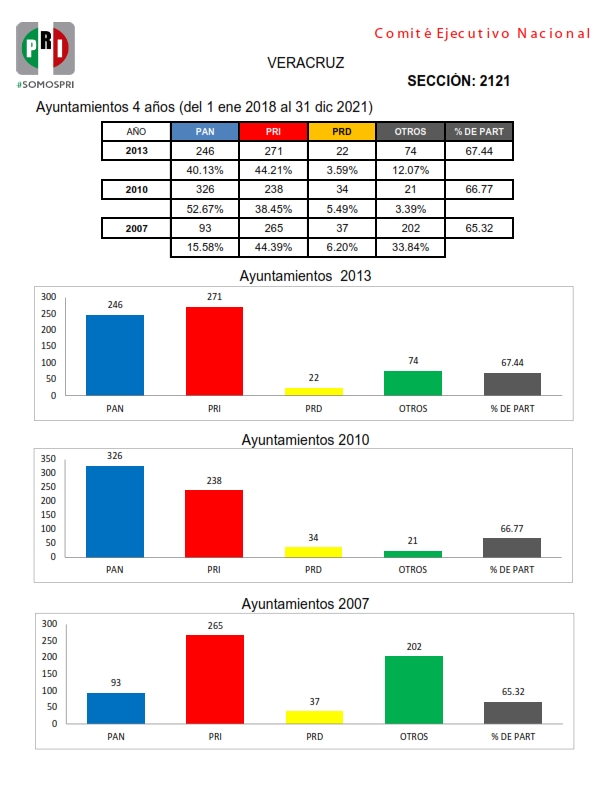 Comité Ejecutivo Nacional
PRI
#SOMOSPRI
VERACRUZ
SECCIÓN: 2121
Ayuntamientos 4 años (del 1 ene 2018 al 31 dic 2021)
AÑO PAN PRI PRD OTROS % DE PART
2013 246 271 22 74 67.44
40.13% 44.21% 3.59% 12.07%
2010 326 238 34 21 66.77
52.67% 38.45% 5.49% 3.39%
2007 93 265 37 202 65.32
15.58% 44.39% 6.20% 33.84%
Ayuntamientos 2013
300
250
200
150
100
50
0
246 271 22 74 67.44
PAN PRI PRD OTROS % DE PART
Ayuntamientos 2010
350
300
250
200
150
100
50
0
326 238 34 21 66.77
PAN PRI PRD OTROS % DE PART
Ayuntamientos 2007
300
250
200
150
100
50
0
93 265 37 202 65.32
PAN PRI PRD OTROS % DE PART